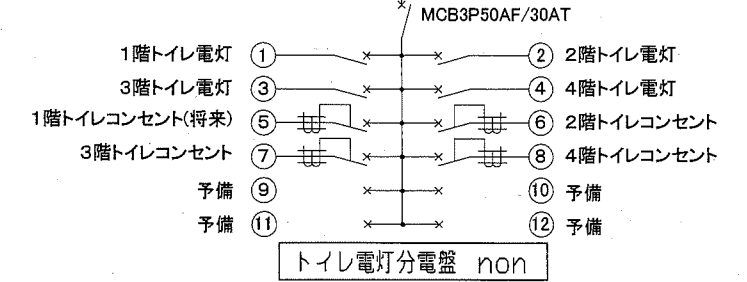 MCB3P50AF/30AT
1階トイレ電灯 ① ② 2階トイレ電灯
3階トイレ電灯 ③ ④ 4階トイレ電灯
1階トイレコンセント(将来) ⑤ ⑥ 2階トイレコンセント
3階トイレコンセント ⑦ ⑧ 4階トイレコンセント
予備 ⑨ ⑩ 予備
予備 ⑪ ⑫ 予備
トイレ電灯分電盤 non